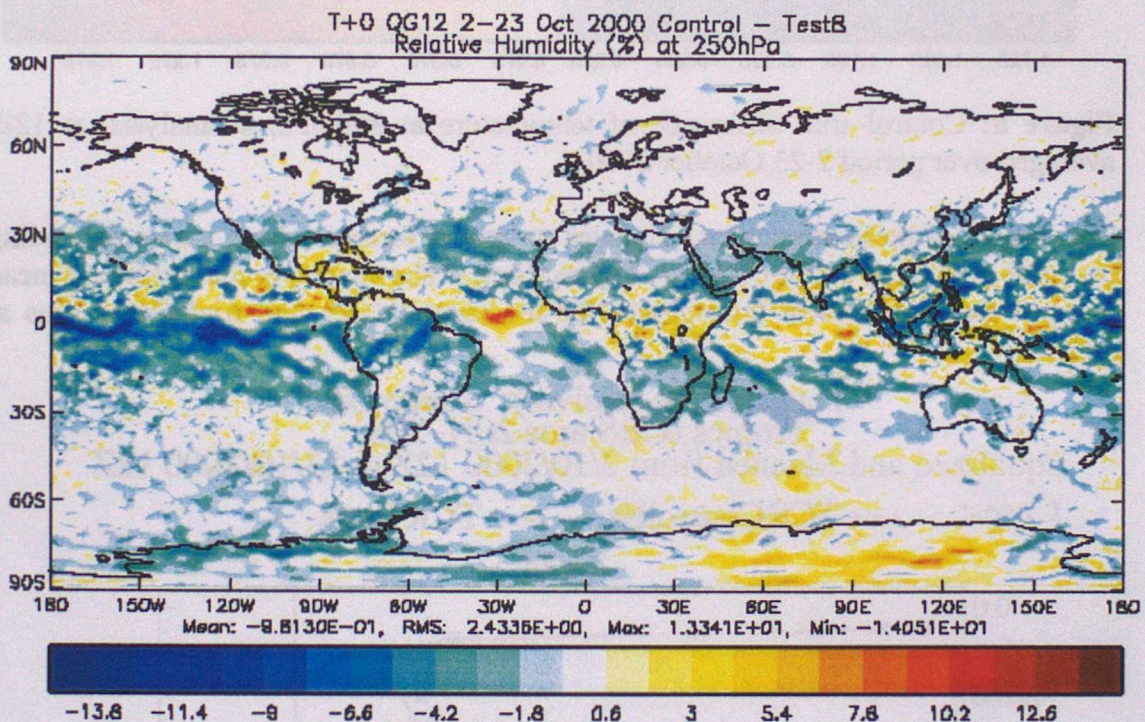 T+0 QG12 2-23 Oct 2000 Control - Test8
Relative Humidity (%) at 250hPa
90N
60N
30N
0
30S
60S
90S
180 150W 120W 90W 60W 30W 0 30E 60E 90E 120E 150E 180
Mean: -9.8130E-01, RMS: 2.4336E+00, Max: 1.3341E+01, Min: -1.4051E+01
-13.8 -11.4 -9 -6.6 -4.2 -1.8 0.6 3 5.4 7.8 10.2 12.6